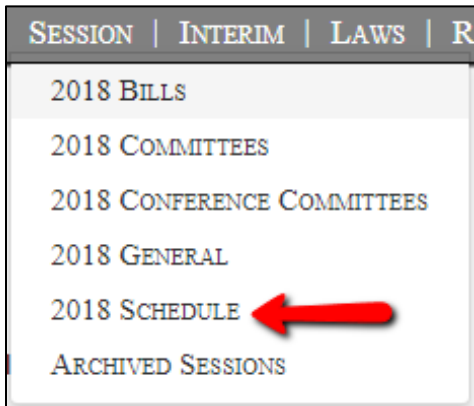 SESSION | INTERIM | LAWS | R
2018 BILLS
2018 COMMITTEES
2018 CONFERENCE COMMITTEES
2018 GENERAL
2018 SCHEDULE
ARCHIVED SESSIONS